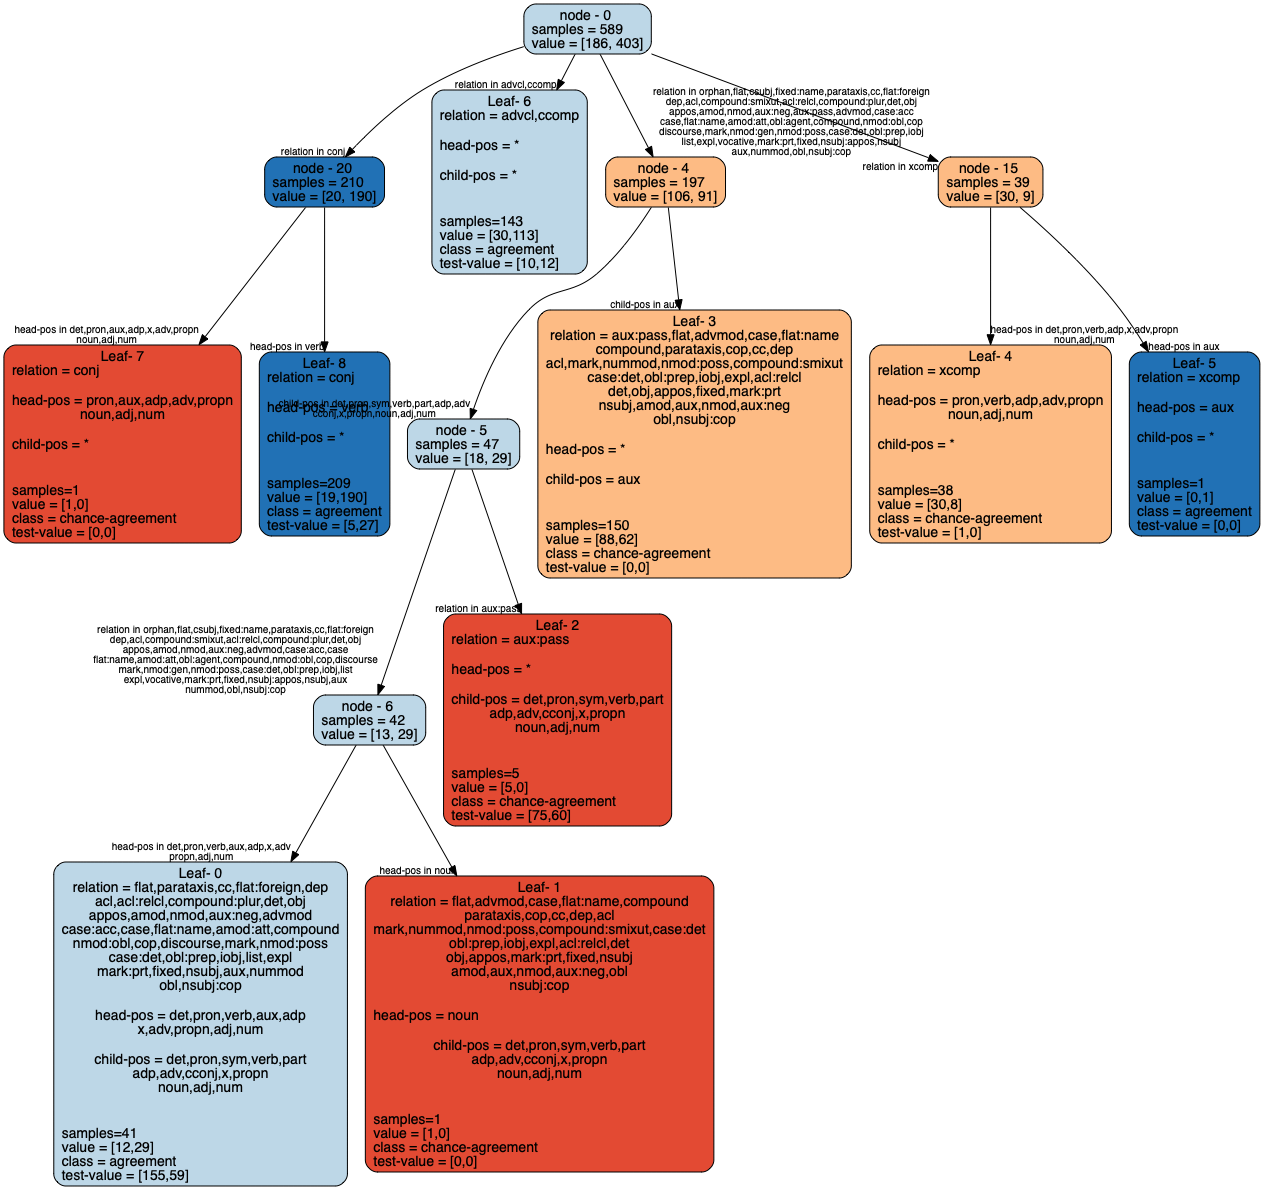 node - 0
samples = 589
value = [186, 403]
relation in advcl,ccomp
relation in orphan,flat,csubj,fixed:name,parataxis,cc,flat:foreign
dep,acl,compound:smixut,acl:relcl,compound:plur,det,obj
appos,amod,nmod,aux:neg,aux:pass,advmod,case:acc
case,flat:name,amod:att,obl:agent,compound,nmod:obl,cop
discourse,mark,nmod:gen,nmod:poss,case:det,obl:prep,iobj
list,expl,vocative,mark:prt,fixed,nsubj:appos,nsubj
aux,nummod,obl,nsubj:cop
relation in conj
relation in xcomp
Leaf- 6
relation = advcl,ccomp
head-pos = *
child-pos = *
samples=143
value = [30,113]
class = agreement
test-value = [10,12]
node - 20
samples = 210
value = [20, 190]
node - 4
samples = 197
value = [106, 91]
node - 15
samples = 39
value = [30, 9]
head-pos in det,pron,aux,adp,x,adv,propn
noun,adj,num
head-pos in verb
child-pos in aux
head-pos in det,pron,verb,adp,x,adv,propn
noun,adj,num
head-pos in aux
Leaf- 7
relation = conj
head-pos = pron,aux,adp,adv,propn
noun,adj,num
child-pos = *
samples=1
value = [1,0]
class = chance-agreement
test-value = [0,0]
Leaf- 8
relation = conj
head-pos = verb
child-pos = *
samples=209
value = [19,190]
class = agreement
test-value = [5,27]
child-pos in det,pron,sym,verb,part,adp,adv
cconj,x,propn,noun,adj,num
node - 5
samples = 47
value = [18, 29]
Leaf- 3
relation = aux:pass,flat,advmod,case,flat:name
compound,parataxis,cop,cc,dep
acl,mark,nummod,nmod:poss,compound:smixut
case:det,obl:prep,iobj,expl,acl:relcl
det,obj,appos,fixed,mark:prt
nsubj,amod,aux,nmod,aux:neg
obl,nsubj:cop
head-pos = *
child-pos = aux
samples=150
value = [88,62]
class = chance-agreement
test-value = [0,0]
Leaf- 4
relation = xcomp
head-pos = pron,verb,adp,adv,propn
noun,adj,num
child-pos = *
samples=38
value = [30,8]
class = chance-agreement
test-value = [1,0]
Leaf- 5
relation = xcomp
head-pos = aux
child-pos = *
samples=1
value = [0,1]
class = agreement
test-value = [0,0]
relation in aux:pass
relation in orphan,flat,csubj,fixed:name,parataxis,cc,flat:foreign
dep,acl,compound:smixut,acl:relcl,compound:plur,det,obj
appos,amod,nmod,aux:neg,advmod,case:acc,case
flat:name,amod:att,obl:agent,compound,nmod:obl,cop,discourse
mark,nmod:gen,nmod:poss,case:det,obl:prep,iobj,list
expl,vocative,mark:prt,fixed,nsubj:appos,nsubj,aux
nummod,obl,nsubj:cop
Leaf- 2
relation = aux:pass
head-pos = *
child-pos = det,pron,sym,verb,part
adp,adv,cconj,x,propn
noun,adj,num
samples=5
value = [5,0]
class = chance-agreement
test-value = [75,60]
node - 6
samples = 42
value = [13, 29]
head-pos in det,pron,verb,aux,adp,x,adv
propn,adj,num
head-pos in noun
Leaf- 0
relation = flat,parataxis,cc,flat:foreign,dep
acl,acl:relcl,compound:plur,det,obj
appos,amod,nmod,aux:neg,advmod
case:acc,case,flat:name,amod:att,compound
nmod:obl,cop,discourse,mark,nmod:poss
case:det,obl:prep,iobj,list,expl
mark:prt,fixed,nsubj,aux,nummod
obl,nsubj:cop
head-pos = det,pron,verb,aux,adp
x,adv,propn,adj,num
child-pos = det,pron,sym,verb,part
adp,adv,cconj,x,propn
noun,adj,num
samples=41
value = [12,29]
class = agreement
test-value = [155,59]
Leaf- 1
relation = flat,advmod,case,flat:name,compound
parataxis,cop,cc,dep,acl
mark,nummod,nmod:poss,compound:smixut,case:det
obl:prep,iobj,expl,acl:relcl,det
obj,appos,mark:prt,fixed,nsubj
amod,aux,nmod,aux:neg,obl
nsubj:cop
head-pos = noun
child-pos = det,pron,sym,verb,part
adp,adv,cconj,x,propn
noun,adj,num
samples=1
value = [1,0]
class = chance-agreement
test-value = [0,0]